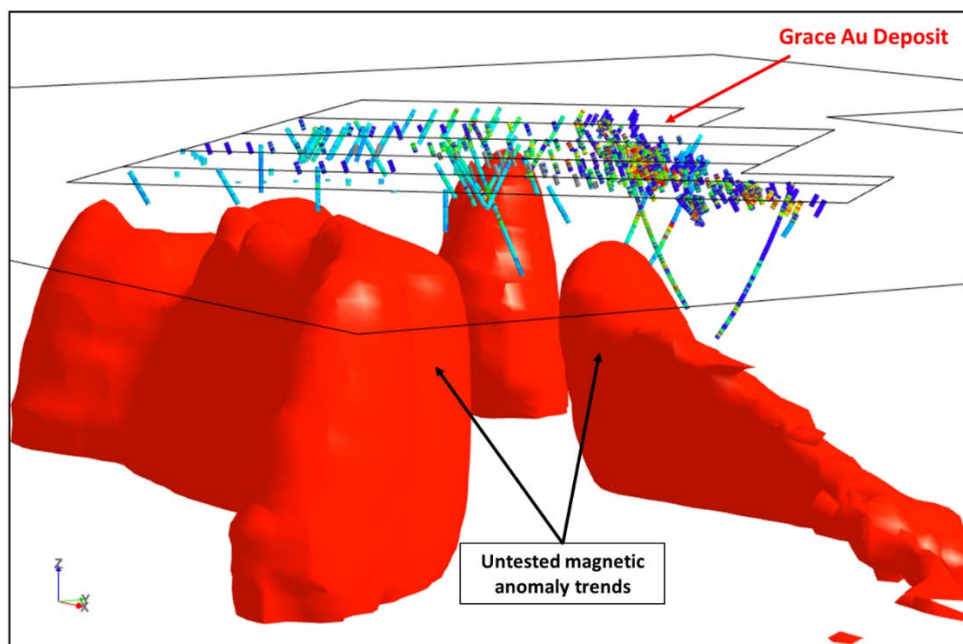 Grace Au Deposit
Untested magnetic
anomaly trends
Z
Y
X